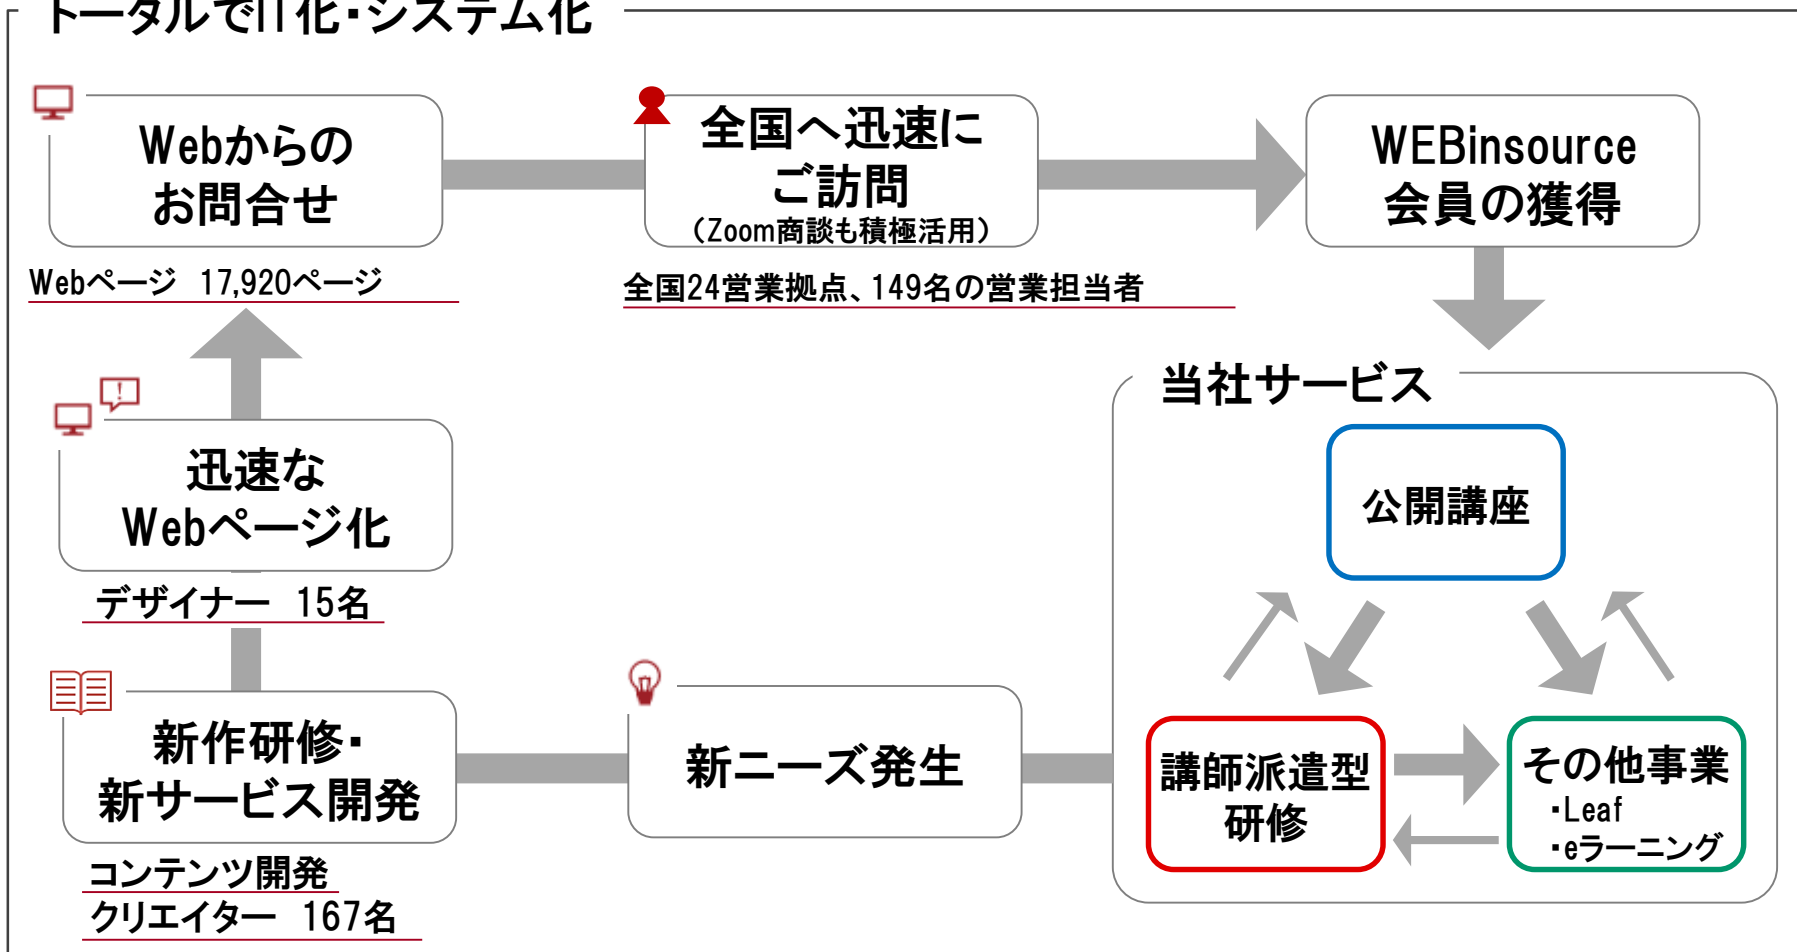 トータルでIT化・システム化
Webからの
お問合せ
Webページ 17,920ページ
全国へ迅速に
ご訪問
（Zoom商談も積極活用）
全国24営業拠点、149名の営業担当者
WEBinsource
会員の獲得
当社サービス
公開講座
講師派遣型
研修
その他事業
・Leaf
・eラーニング
新ニーズ発生
新作研修・
新サービス開発
コンテンツ開発
クリエイター 167名
迅速な
Webページ化
デザイナー 15名